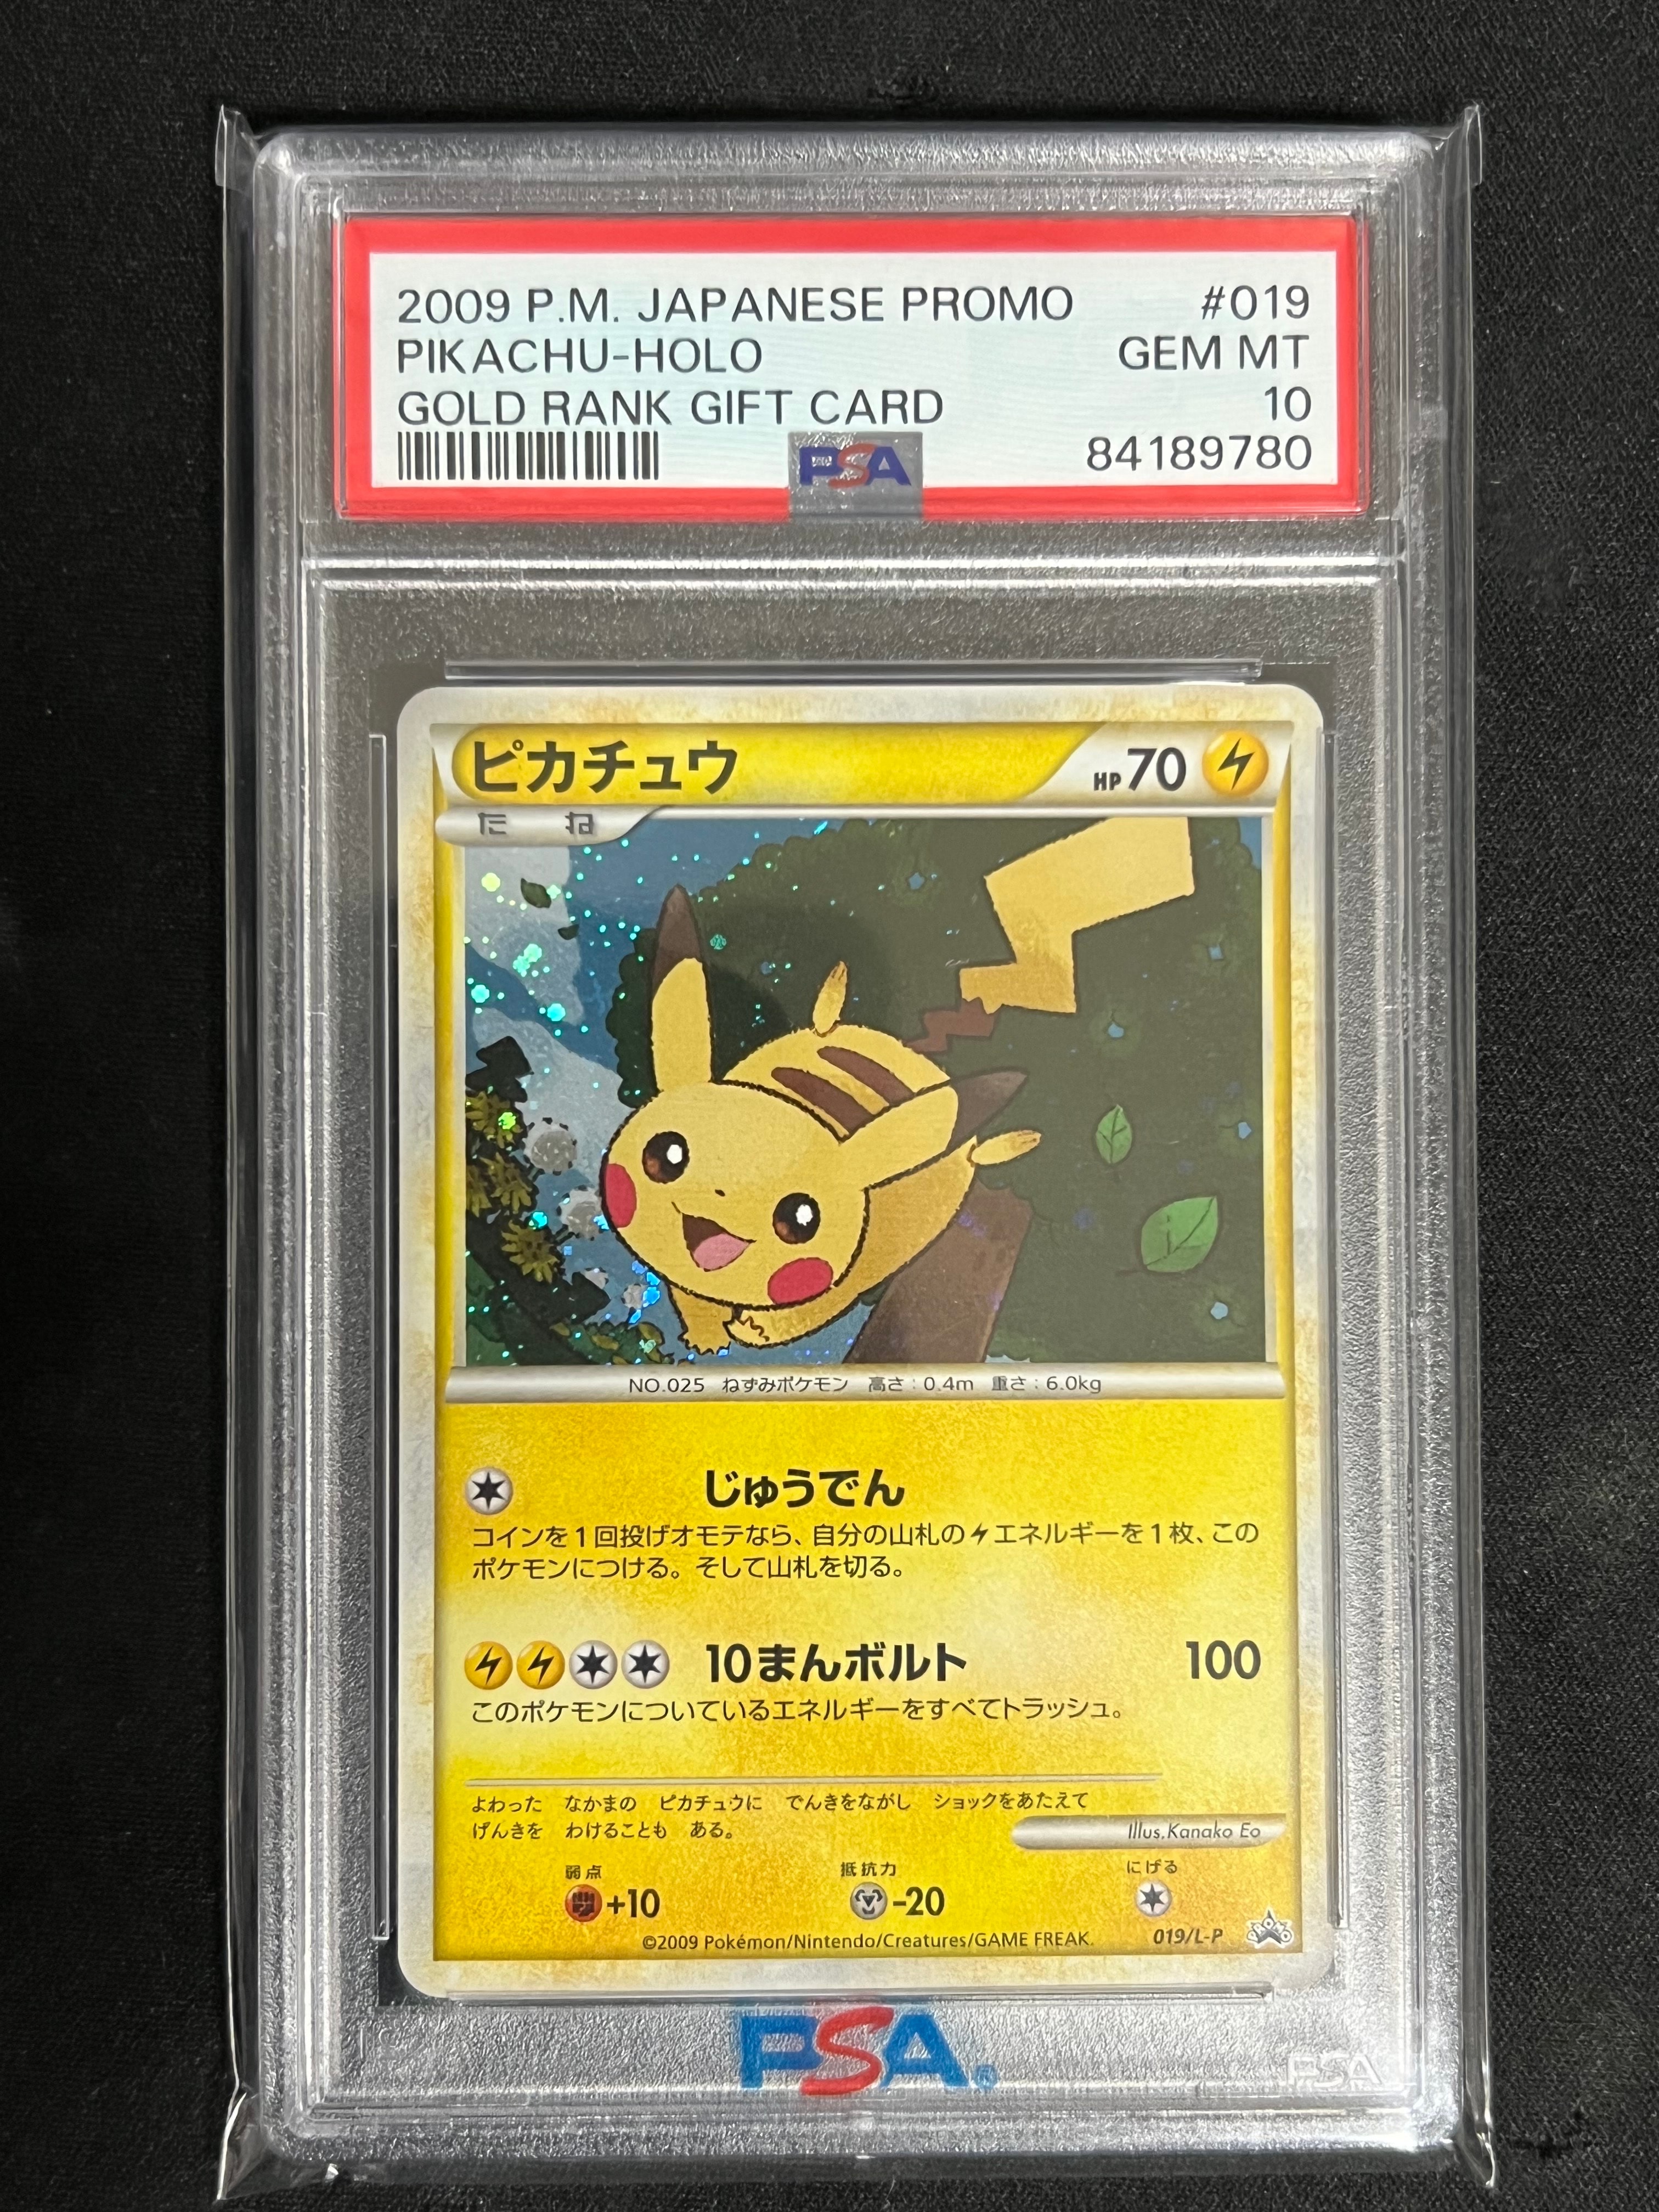 2009 P.M. JAPANESE PROMO #019
PIKACHU-HOLO GEM MT
GOLD RANK GIFT CARD 10
PSA 84189780
ピカチュウ HP70
たね
NO.025 ねずみポケモン 高さ:0.4m 重さ:6.0kg
じゅうでん
コインを1回投げオモテなら、自分の山札のエネルギーを1枚、この
ポケモンにつける。そして山札を切る。
10まんボルト 100
このポケモンについているエネルギーをすべてトラッシュ。
よわった なかまの ピカチュウに でんきをながし ショックをあたえて
げんきを わけることも ある。
Illus.Kanako Eo
弱点 抵抗力 にげる
+10 -20
©2009 Pokémon/Nintendo/Creatures/GAME FREAK. 019/L-P
PSA®
PSA